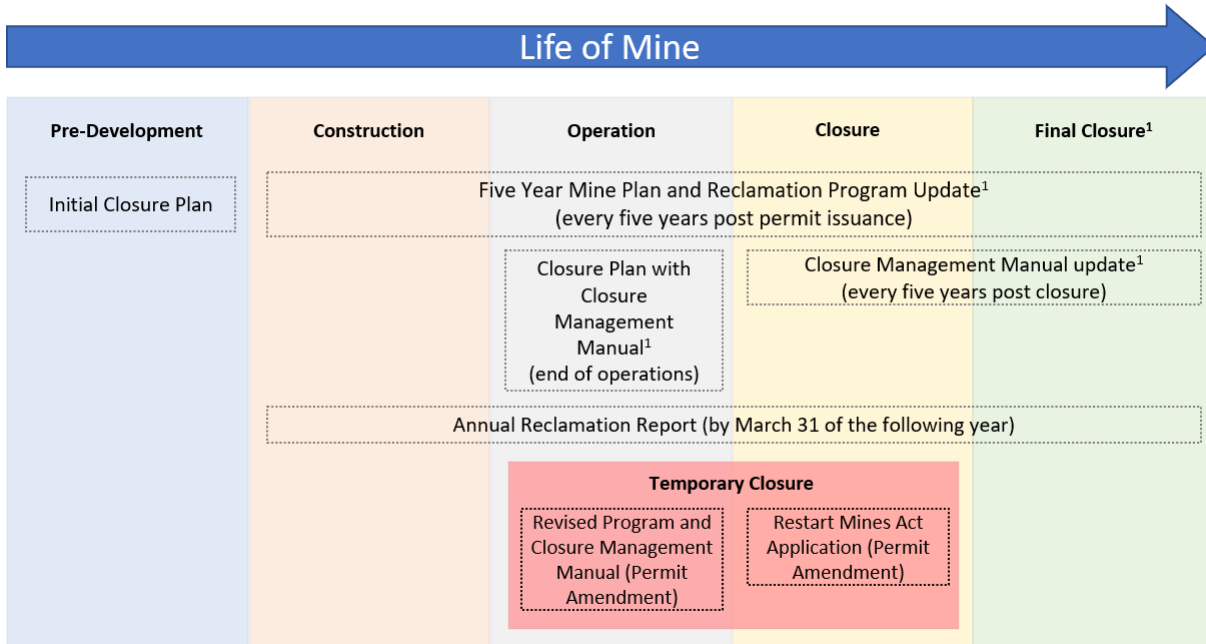 Life of Mine
Pre-Development
Construction
Operation
Closure
Final Closure¹
Initial Closure Plan
Five Year Mine Plan and Reclamation Program Update¹
(every five years post permit issuance)
Closure Plan with
Closure
Management
Manual¹
(end of operations)
Closure Management Manual update¹
(every five years post closure)
Annual Reclamation Report (by March 31 of the following year)
Temporary Closure
Revised Program and
Closure Management
Manual (Permit
Amendment)
Restart Mines Act
Application (Permit
Amendment)